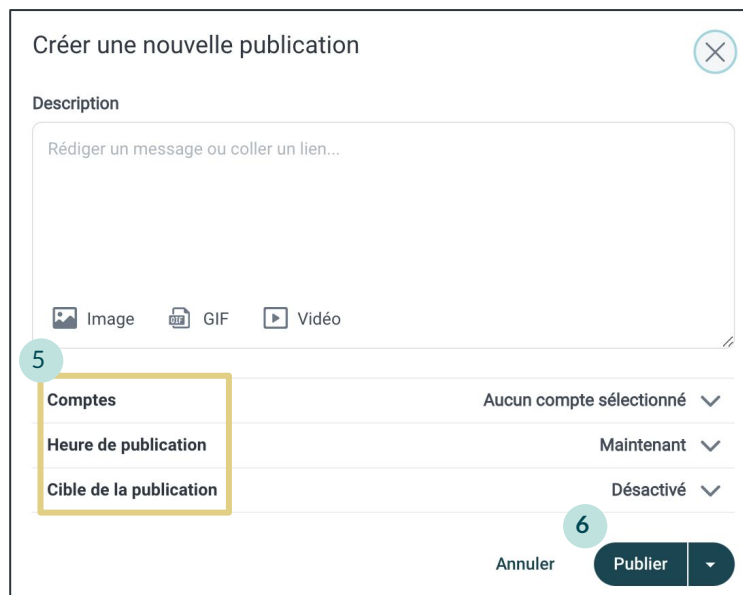 Créer une nouvelle publication
Description
Rédiger un message ou coller un lien...
Image GIF Vidéo
5
Comptes Aucun compte sélectionné
Heure de publication Maintenant
Cible de la publication Désactivé
6
Annuler Publier